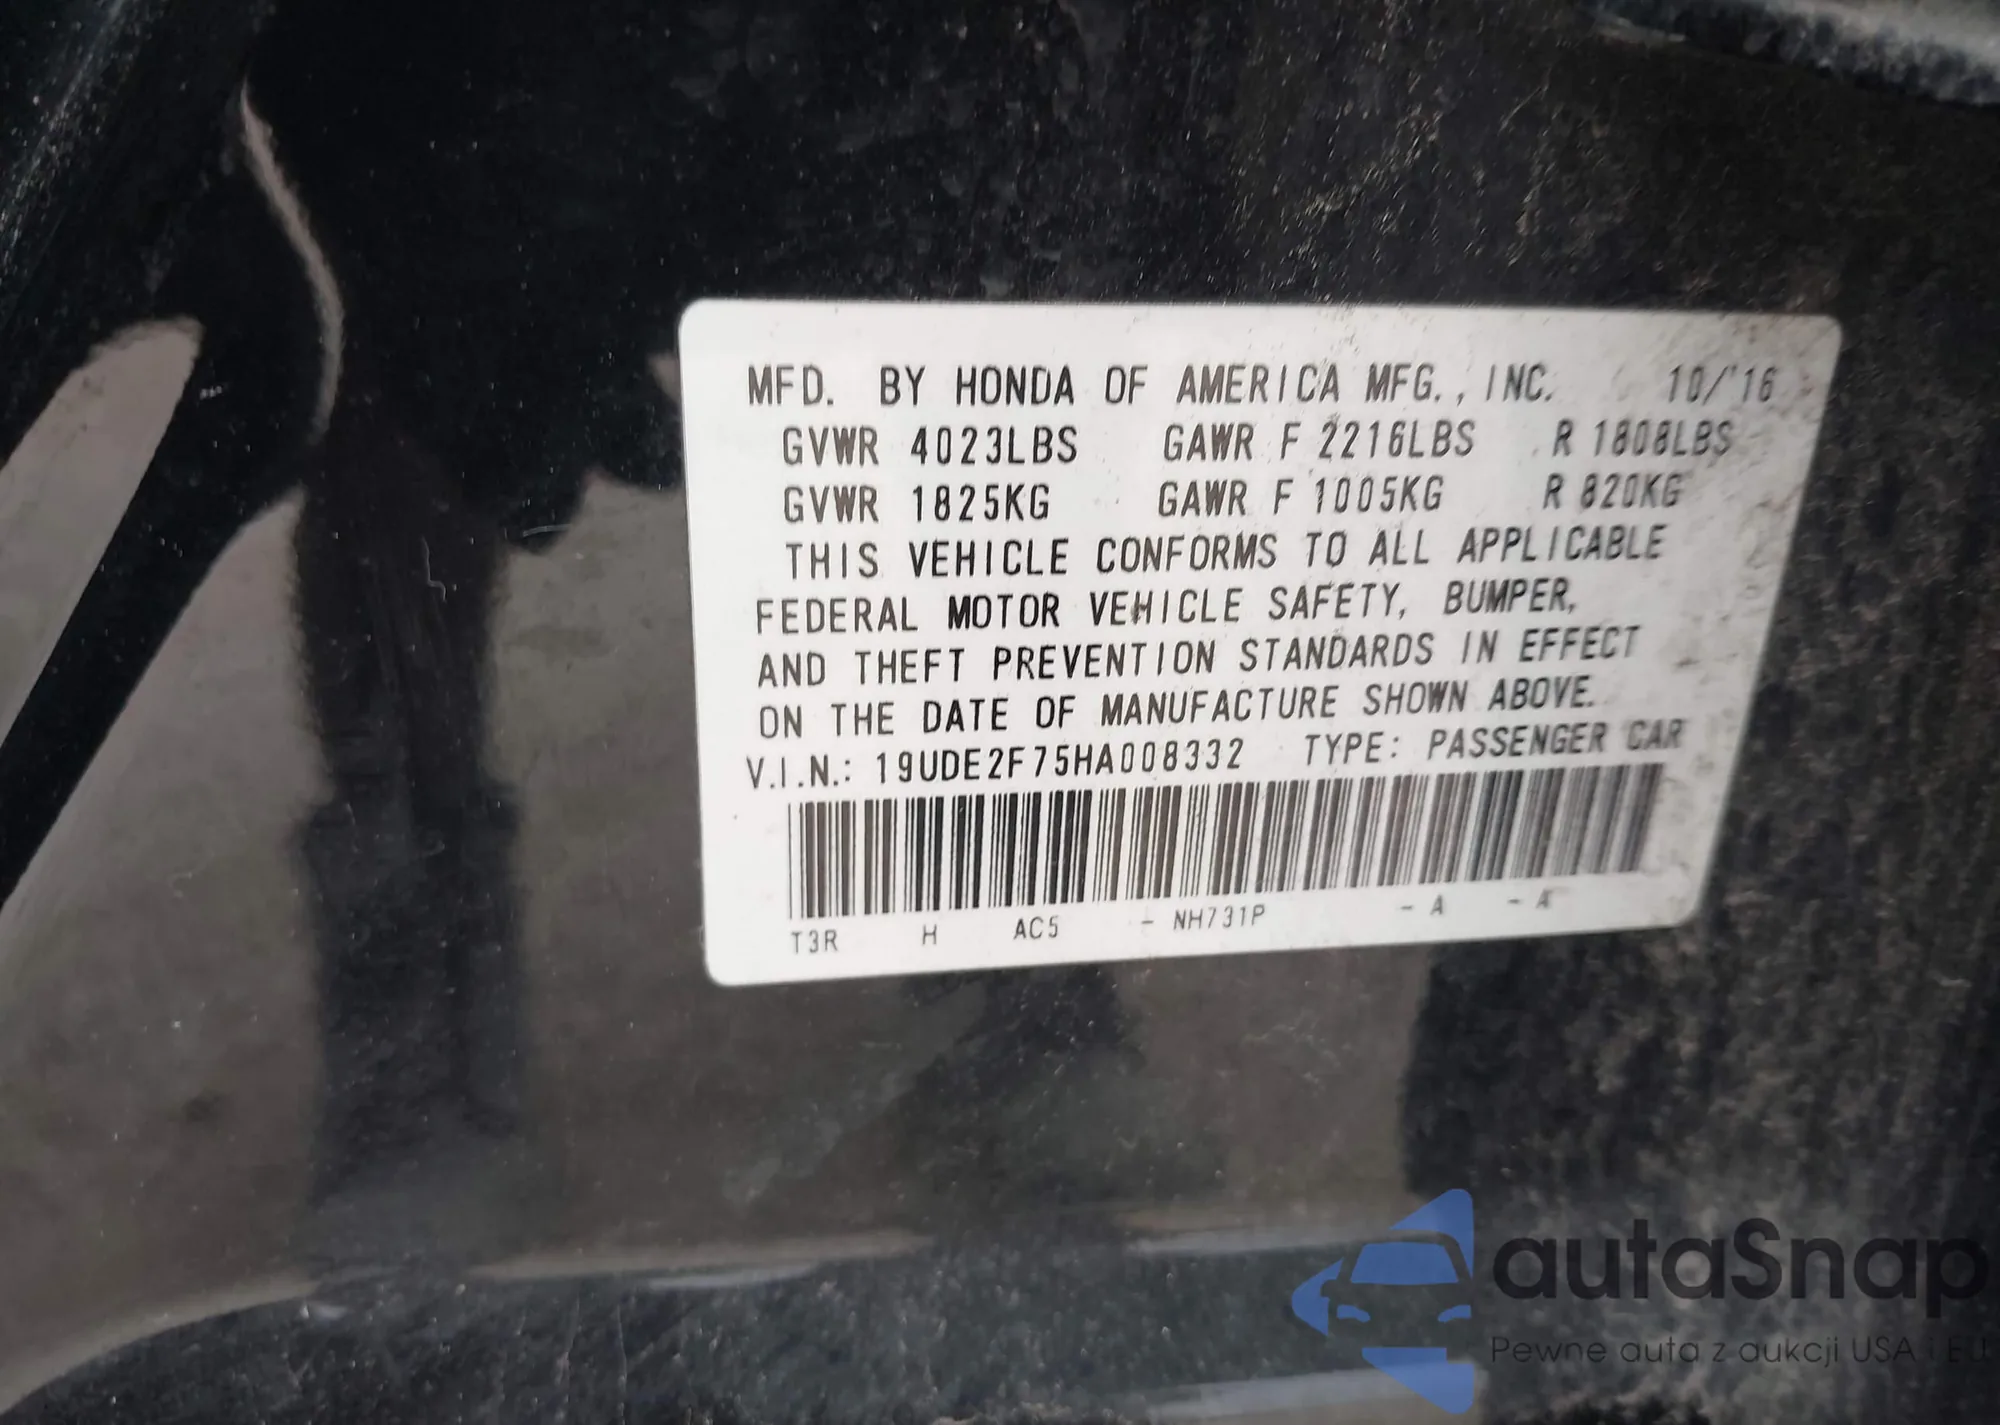 MFD. BY HONDA OF AMERICA MFG., INC. 10/'16
GVWR 4023LBS GAWR F 2216LBS R 1808LBS
GVWR 1825KG GAWR F 1005KG R 820KG
THIS VEHICLE CONFORMS TO ALL APPLICABLE
FEDERAL MOTOR VEHICLE SAFETY, BUMPER,
AND THEFT PREVENTION STANDARDS IN EFFECT
ON THE DATE OF MANUFACTURE SHOWN ABOVE.
V.I.N.: 19UDE2F75HA008332 TYPE: PASSENGER CAR
T3R H AC5 - NH731P - A - A
autaSnap
Pewne auta z aukcji USA i EU